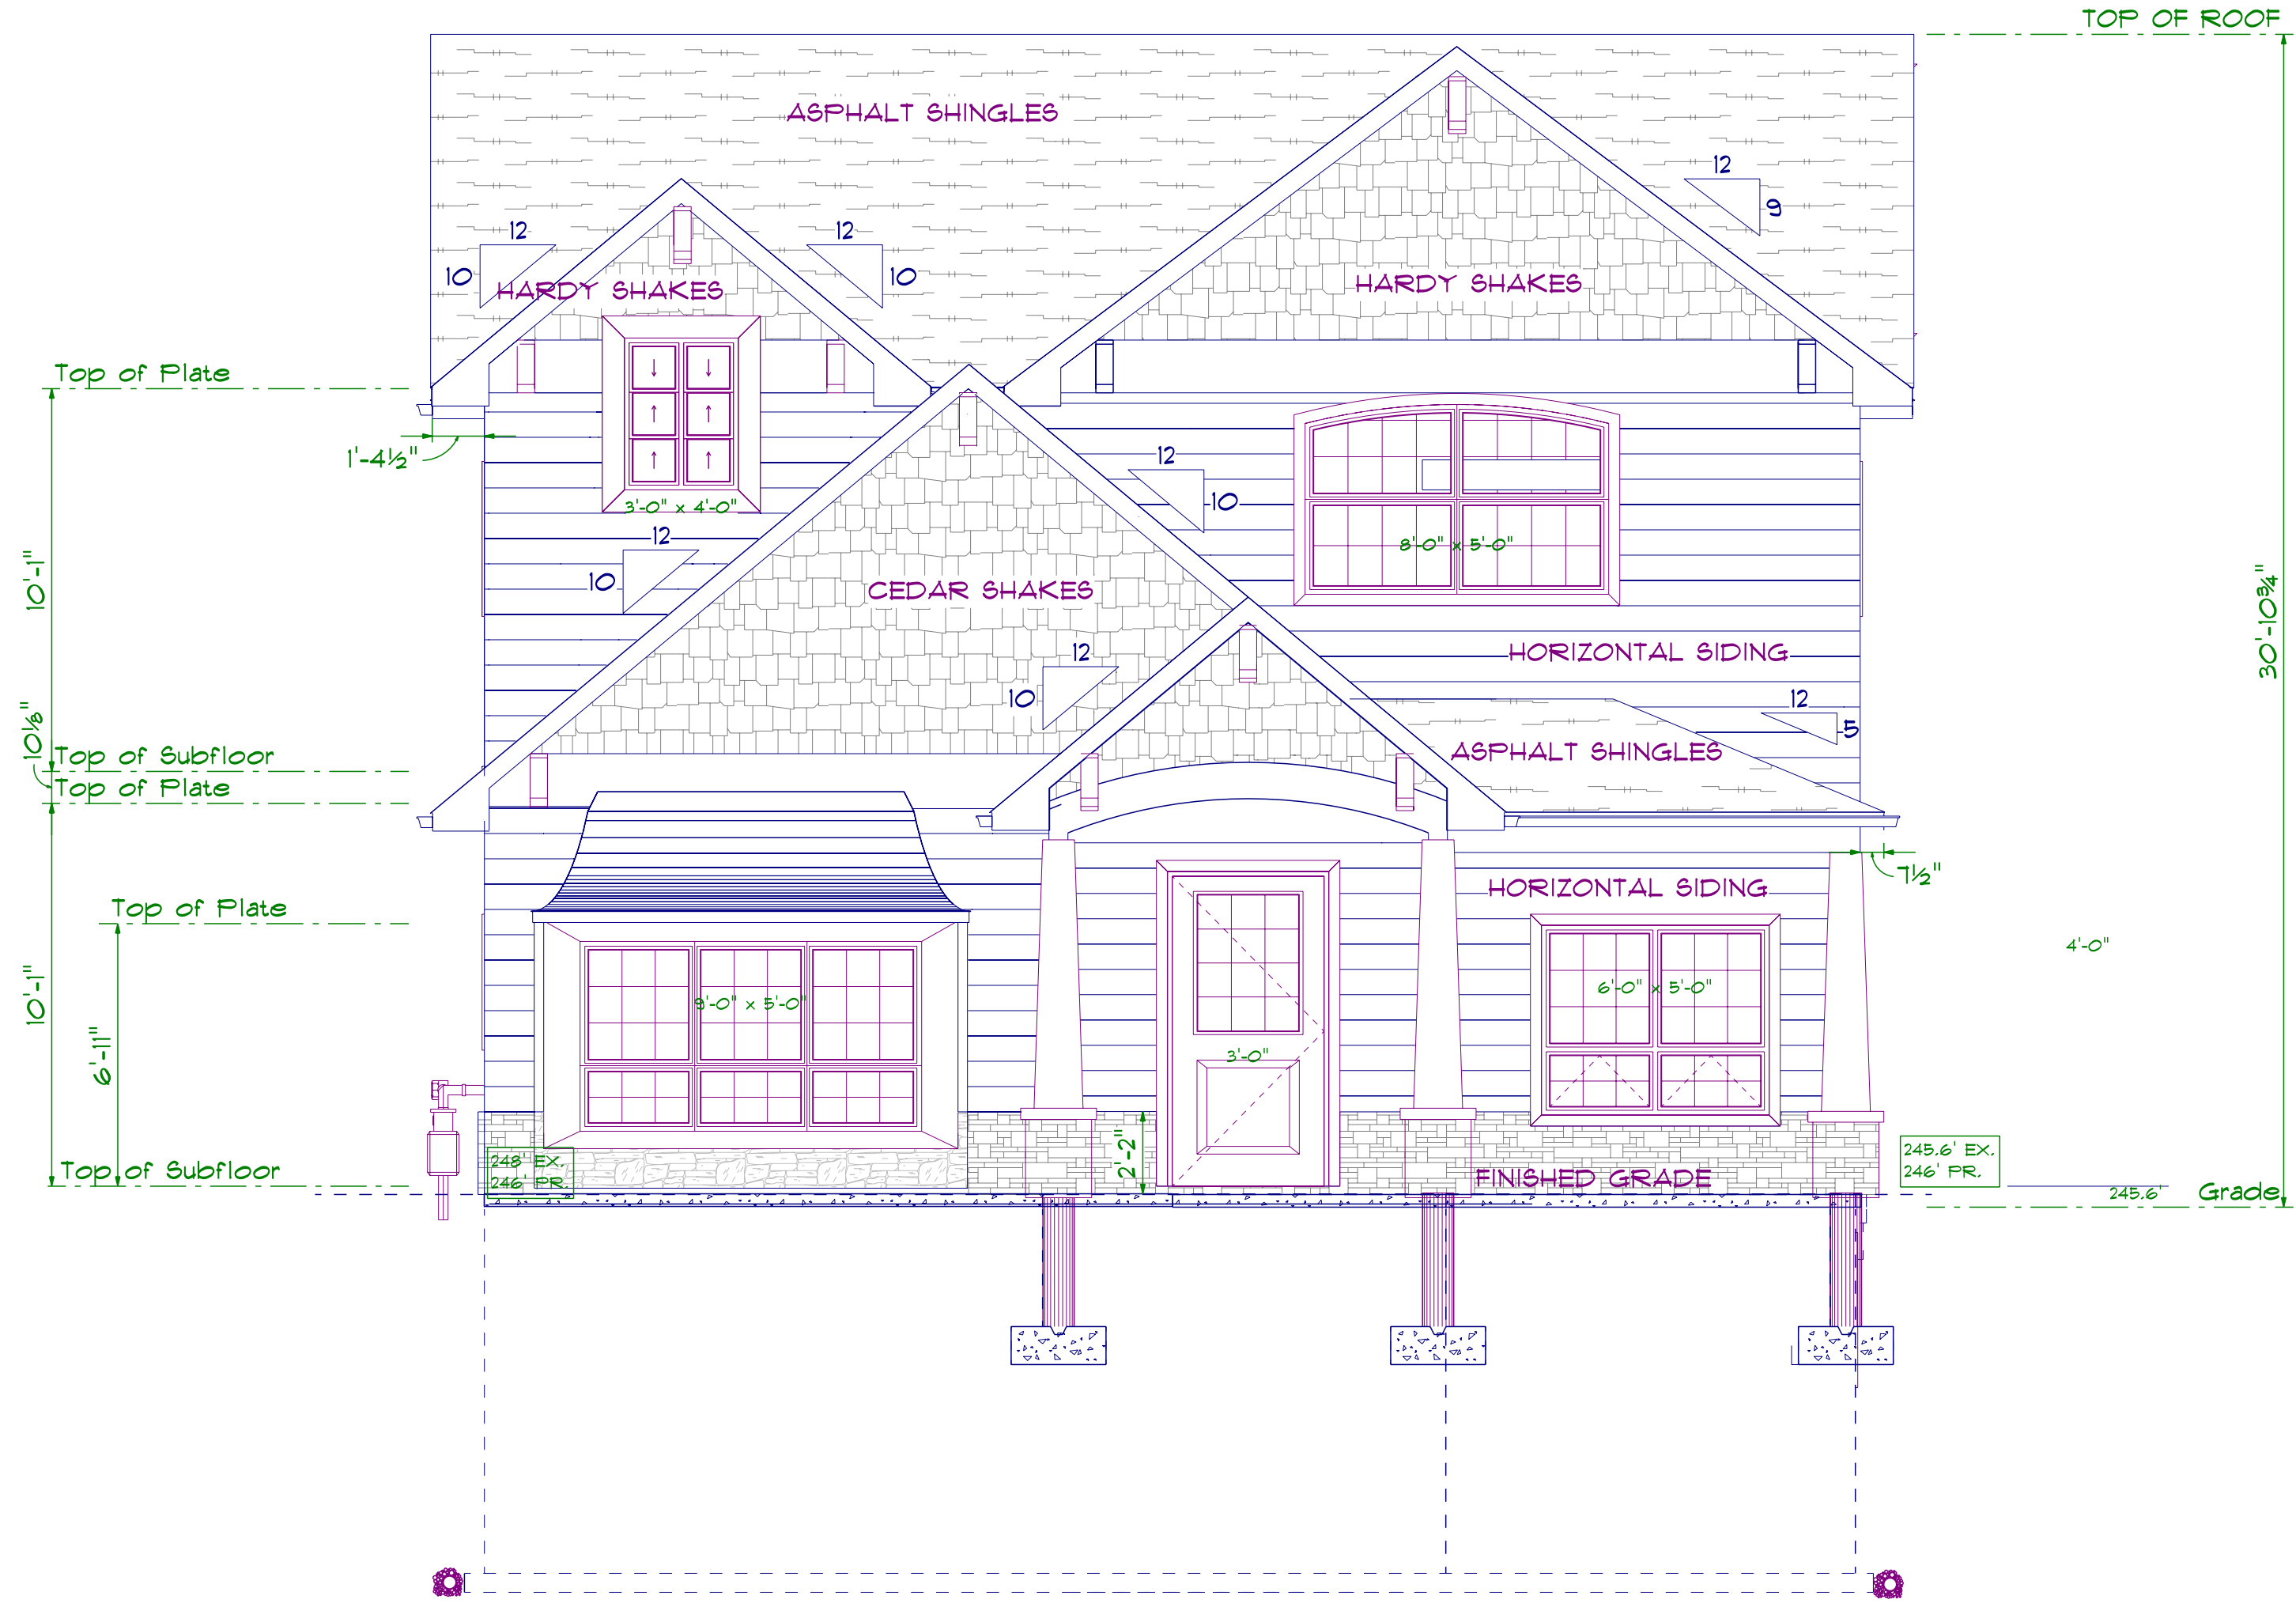 TOP OF ROOF
ASPHALT SHINGLES
12
9
12
10
12
10
HARDY SHAKES
HARDY SHAKES
Top of Plate
1'-4½"
12
10
3'-0" x 4'-0"
12
10
8'-0" x 5'-0"
10'-1"
CEDAR SHAKES
30'-10¾"
HORIZONTAL SIDING
12
10
12
5
10⅛"
Top of Subfloor
ASPHALT SHINGLES
Top of Plate
7½"
HORIZONTAL SIDING
Top of Plate
4'-0"
10'-1"
6'-11"
9'-0" x 5'-0"
6'-0" x 5'-0"
3'-0"
2'-2"
245.6' EX.
246' PR.
248' EX.
246' PR.
Top of Subfloor
FINISHED GRADE
245.6'
Grade